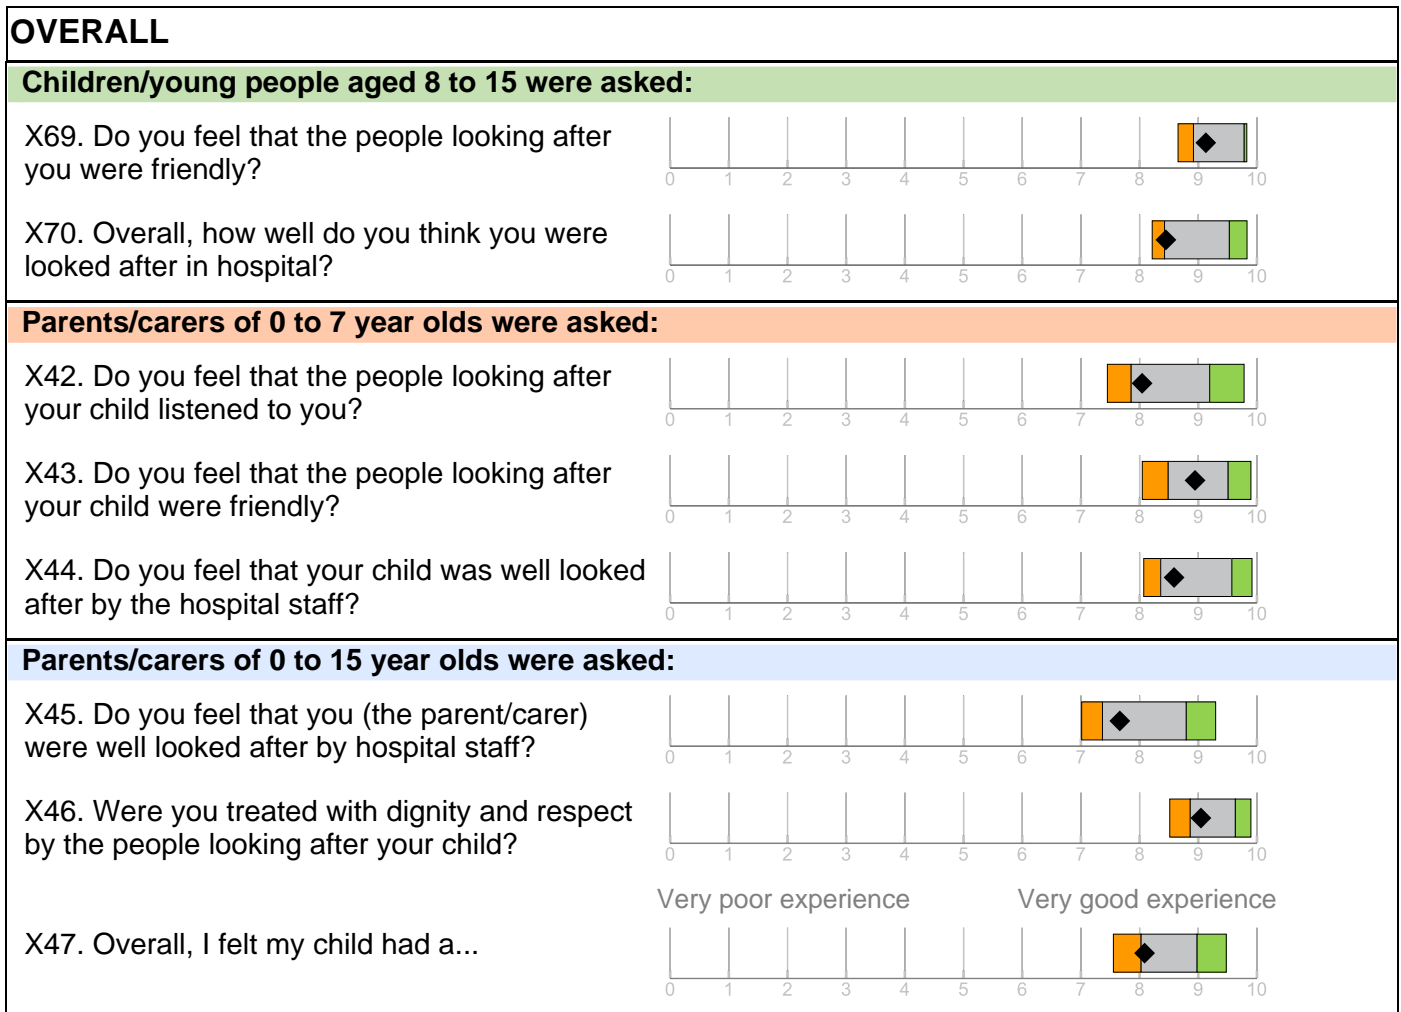 OVERALL
Children/young people aged 8 to 15 were asked:
X69. Do you feel that the people looking after
you were friendly?
0 1 2 3 4 5 6 7 8 9 10
X70. Overall, how well do you think you were
looked after in hospital?
0 1 2 3 4 5 6 7 8 9 10
Parents/carers of 0 to 7 year olds were asked:
X42. Do you feel that the people looking after
your child listened to you?
0 1 2 3 4 5 6 7 8 9 10
X43. Do you feel that the people looking after
your child were friendly?
0 1 2 3 4 5 6 7 8 9 10
X44. Do you feel that your child was well looked
after by the hospital staff?
0 1 2 3 4 5 6 7 8 9 10
Parents/carers of 0 to 15 year olds were asked:
X45. Do you feel that you (the parent/carer)
were well looked after by hospital staff?
0 1 2 3 4 5 6 7 8 9 10
X46. Were you treated with dignity and respect
by the people looking after your child?
0 1 2 3 4 5 6 7 8 9 10
Very poor experience Very good experience
X47. Overall, I felt my child had a...
0 1 2 3 4 5 6 7 8 9 10